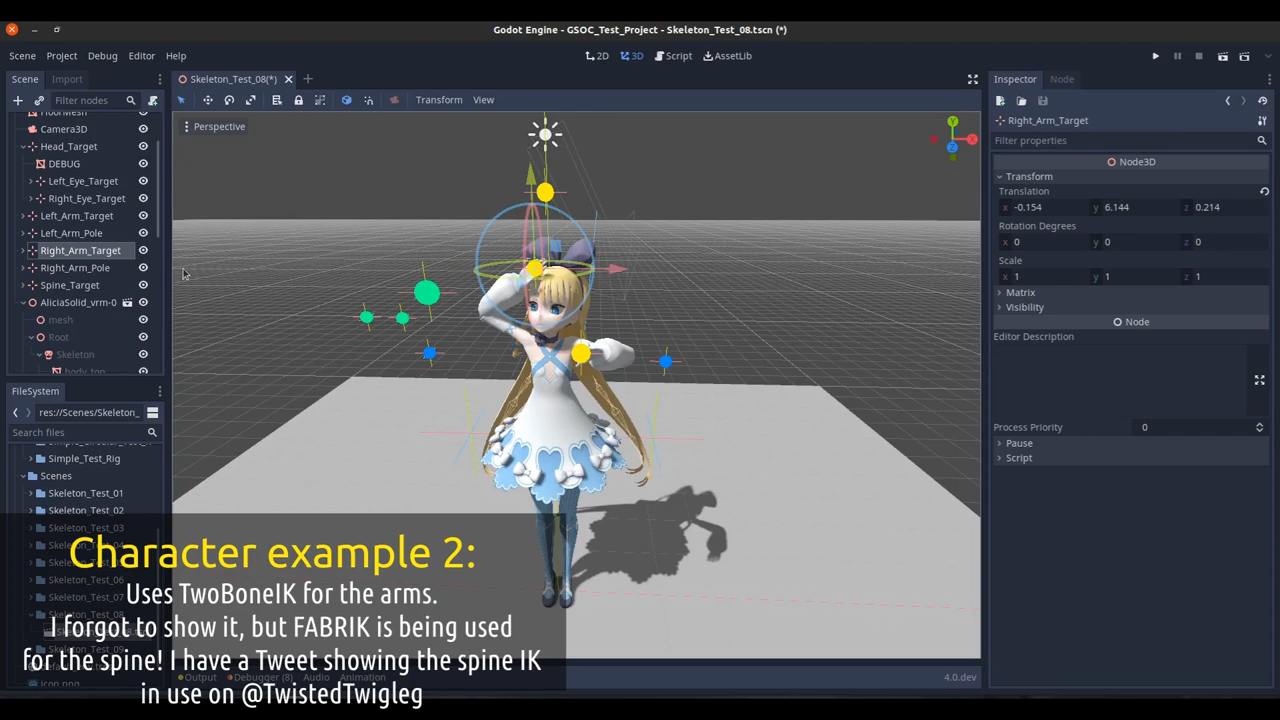 Godot Engine - GSOC_Test_Project - Skeleton_Test_08.tscn (*)
Scene Project Debug Editor Help
2D 3D Script AssetLib
Scene Import
Skeleton_Test_08(*)
Inspector Node
Filter nodes
Transform View
Right_Arm_Target
Filter properties
Perspective
Y
X
Z
FloorMesh
Camera3D
Head_Target
DEBUG
Left_Eye_Target
Right_Eye_Target
Left_Arm_Target
Left_Arm_Pole
Right_Arm_Target
Right_Arm_Pole
Spine_Target
AliciaSolid_vrm-0
mesh
Root
Skeleton
body_top
Node3D
Transform
Translation
x -0.154 y 6.144 z 0.214
Rotation Degrees
x 0 y 0 z 0
Scale
x 1 y 1 z 1
Matrix
Visibility
Node
Editor Description
Process Priority 0
Pause
Script
FileSystem
res://Scenes/Skeleton_
Search files
Simple_Test_Rig
Scenes
Skeleton_Test_01
Skeleton_Test_02
Skeleton_Test_03
Skeleton_Test_04
Skeleton_Test_06
Skeleton_Test_07
Skeleton_Test_08
Skeleton_Test_09
icon.png
Character example 2:
Uses TwoBoneIK for the arms.
I forgot to show it, but FABRIK is being used
for the spine! I have a Tweet showing the spine IK
in use on @TwistedTwigleg
Output Debugger (8) Audio Animation
4.0.dev